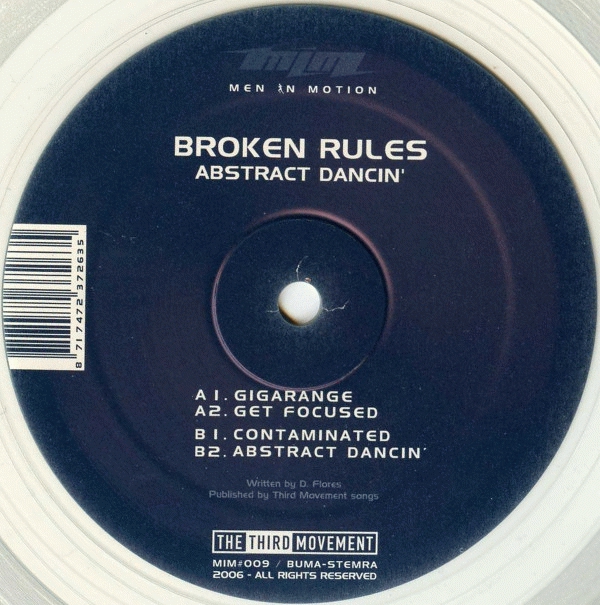 MIM
MEN IN MOTION
BROKEN RULES
ABSTRACT DANCIN'
8 717472 372635
A1. GIGARANGE
A2. GET FOCUSED
B1. CONTAMINATED
B2. ABSTRACT DANCIN'
Written by D. Flores
Published by Third Movement songs
THE THIRD MOVEMENT
MIM#009 / BUMA-STEMRA
2006 - ALL RIGHTS RESERVED